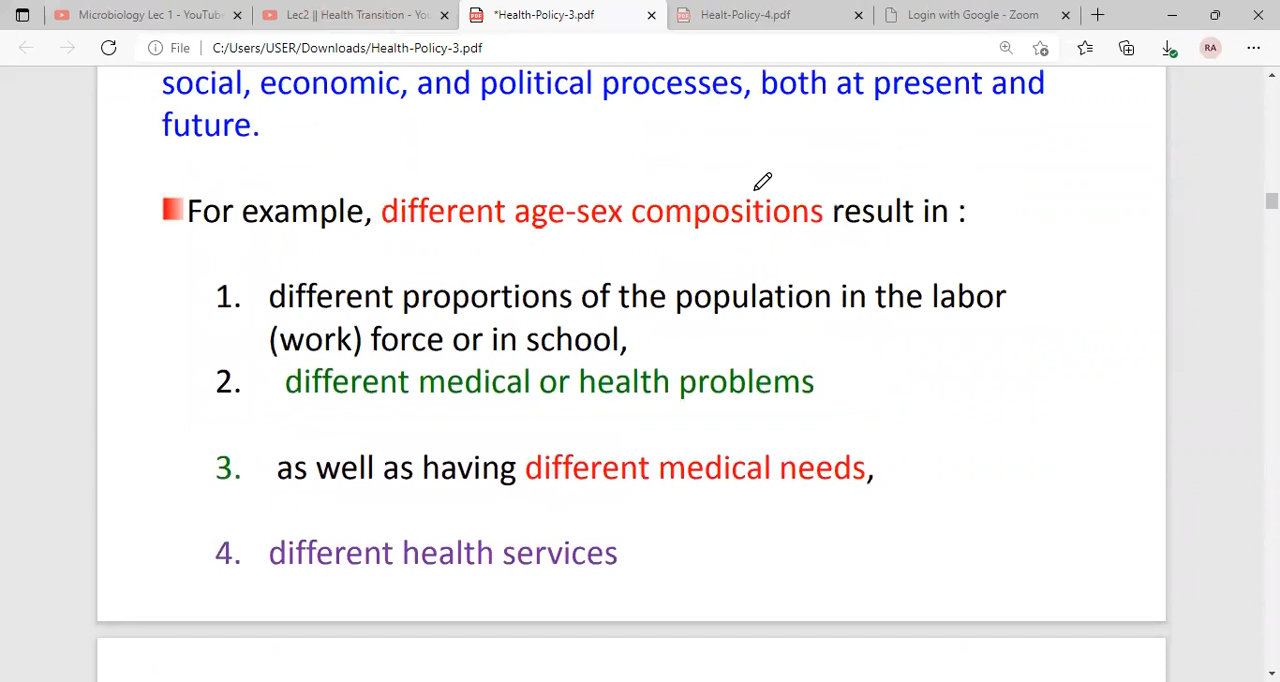 Microbiology Lec 1 - YouTube
Lec2 || Health Transition - Yo
*Health-Policy-3.pdf
Healt-Policy-4.pdf
Login with Google - Zoom
File | C:/Users/USER/Downloads/Health-Policy-3.pdf
RA
social, economic, and political processes, both at present and
future.
For example, different age-sex compositions result in :
1. different proportions of the population in the labor
(work) force or in school,
2. different medical or health problems
3. as well as having different medical needs,
4. different health services